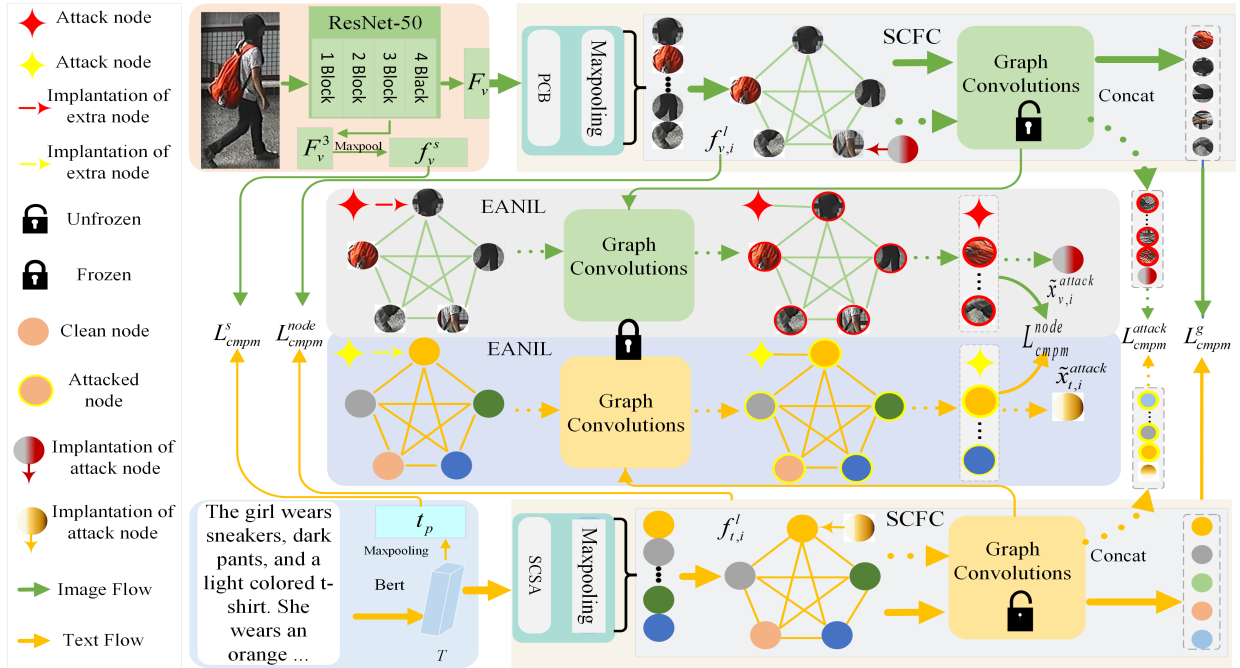 Attack node
Attack node
Implantation of
extra node
Implantation of
extra node
Unfrozen
Frozen
Clean node
Attacked
node
Implantation of
attack node
Implantation of
attack node
Image Flow
Text Flow
ResNet-50
1 Block
2 Block
3 Block
4 Black
F_v
F_v^3
Maxpool
f_v^s
PCB
Maxpooling
f_{v,i}^l
SCFC
Graph
Convolutions
Concat
EANIL
Graph
Convolutions
x̃_{v,i}^{attack}
L_{cmpm}^s
L_{cmpm}^{node}
L_{cmpm}^{node}
L_{cmpm}^{attack}
L_{cmpm}^g
EANIL
Graph
Convolutions
x̃_{t,i}^{attack}
The girl wears
sneakers, dark
pants, and a
light colored t-
shirt. She
wears an
orange ...
t_p
Maxpooling
Bert
T
SCSA
Maxpooling
f_{t,i}^l
SCFC
Graph
Convolutions
Concat